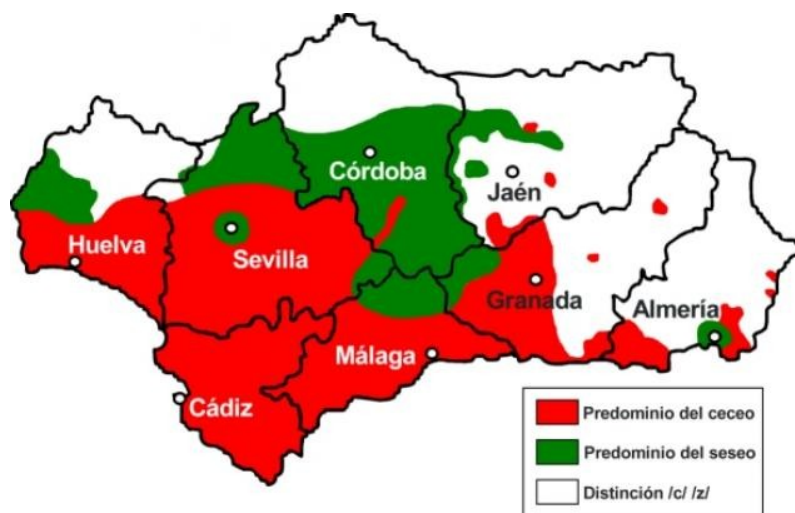 Córdoba
Jaén
Huelva
Sevilla
Granada
Almería
Málaga
Cádiz
Predominio del ceceo
Predominio del seseo
Distinción /c/ /z/